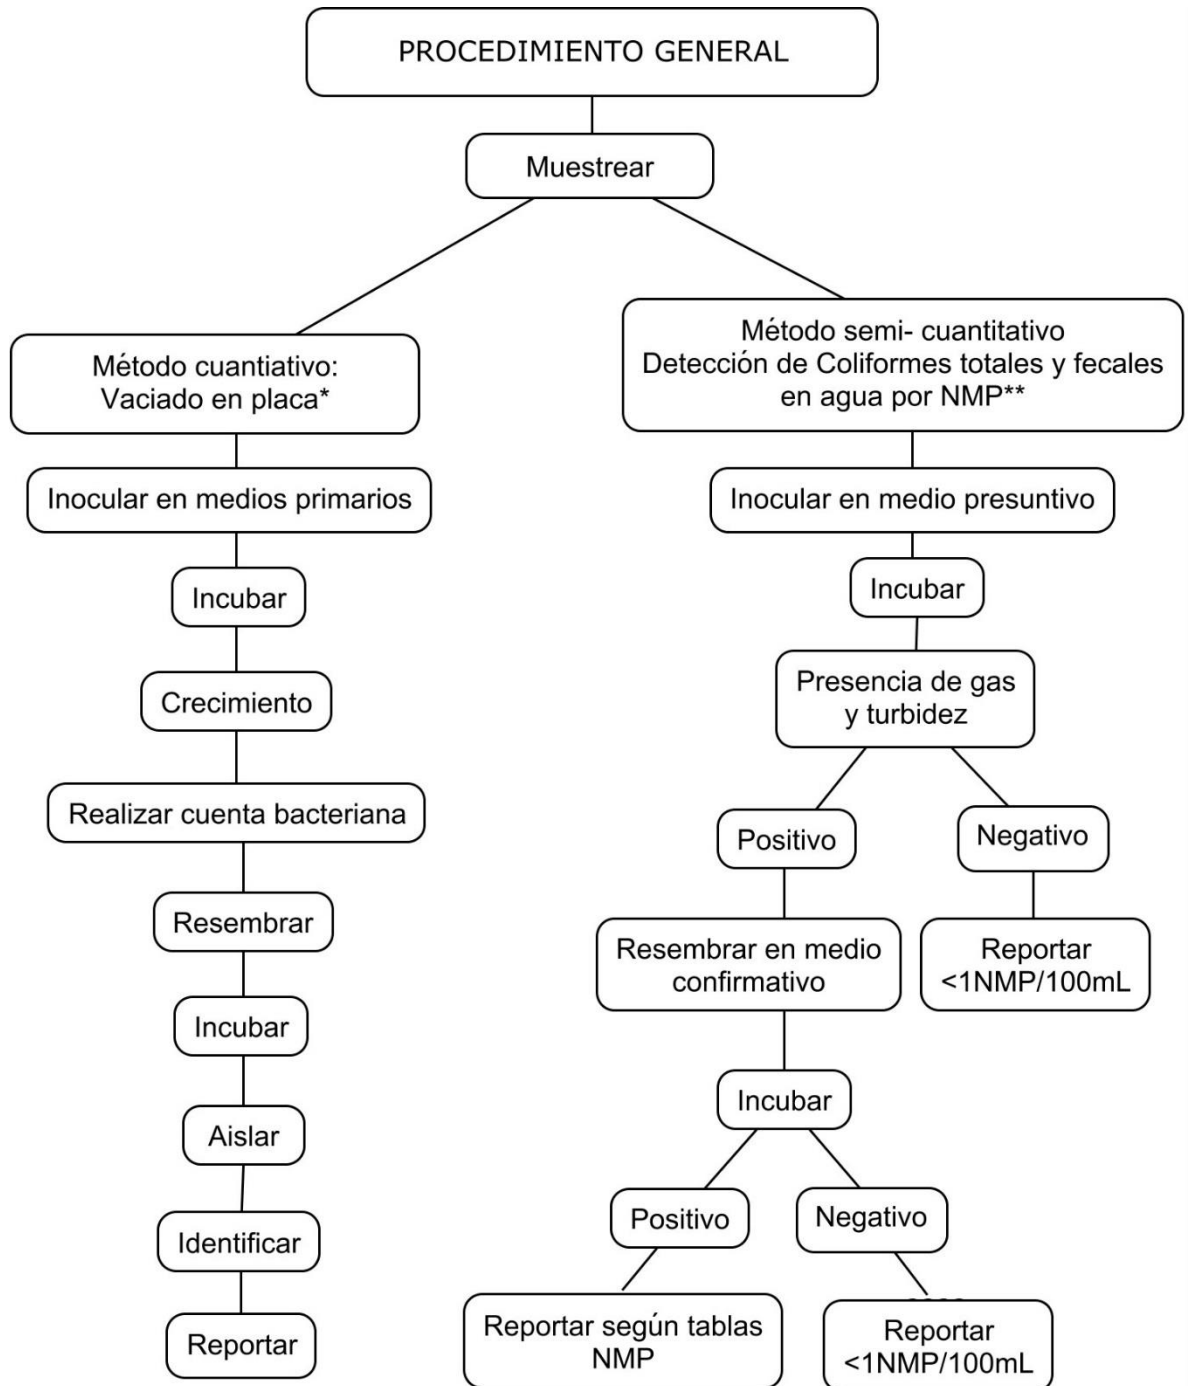 PROCEDIMIENTO GENERAL
Muestrear
Método cuantiativo:
Vaciado en placa*
Inocular en medios primarios
Incubar
Crecimiento
Realizar cuenta bacteriana
Resembrar
Incubar
Aislar
Identificar
Reportar
Método semi- cuantitativo
Detección de Coliformes totales y fecales
en agua por NMP**
Inocular en medio presuntivo
Incubar
Presencia de gas
y turbidez
Positivo
Negativo
Resembrar en medio
confirmativo
Reportar
<1NMP/100mL
Incubar
Positivo
Negativo
Reportar según tablas
NMP
Reportar
<1NMP/100mL